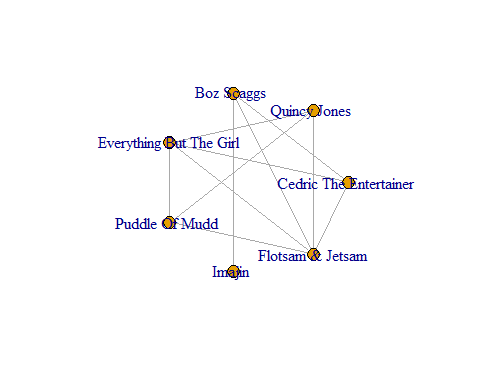 Boz Scaggs
Quincy Jones
Everything But The Girl
Cedric The Entertainer
Puddle Of Mudd
Flotsam & Jetsam
Imajin